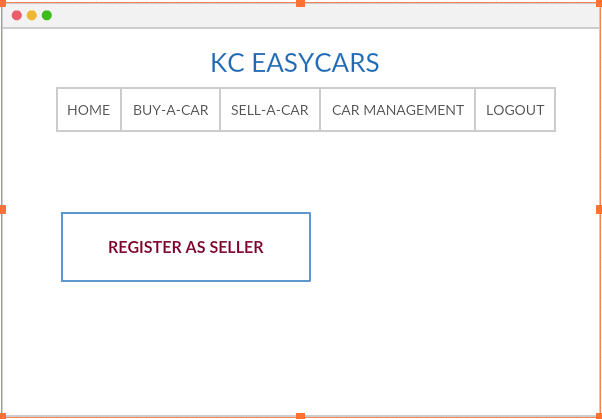 KC EASYCARS
HOME BUY-A-CAR SELL-A-CAR CAR MANAGEMENT LOGOUT
REGISTER AS SELLER